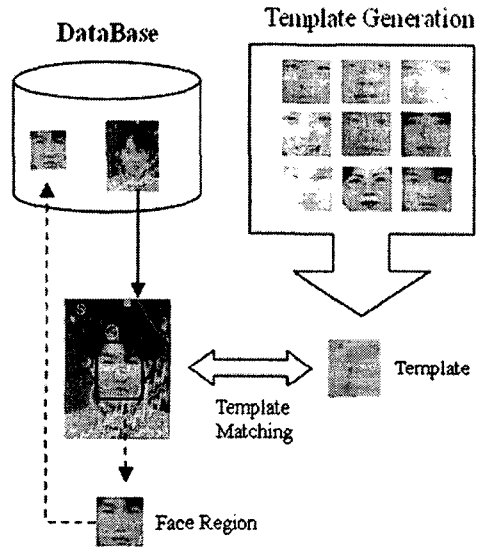 DataBase
Template Generation
Template
Template
Matching
Face Region